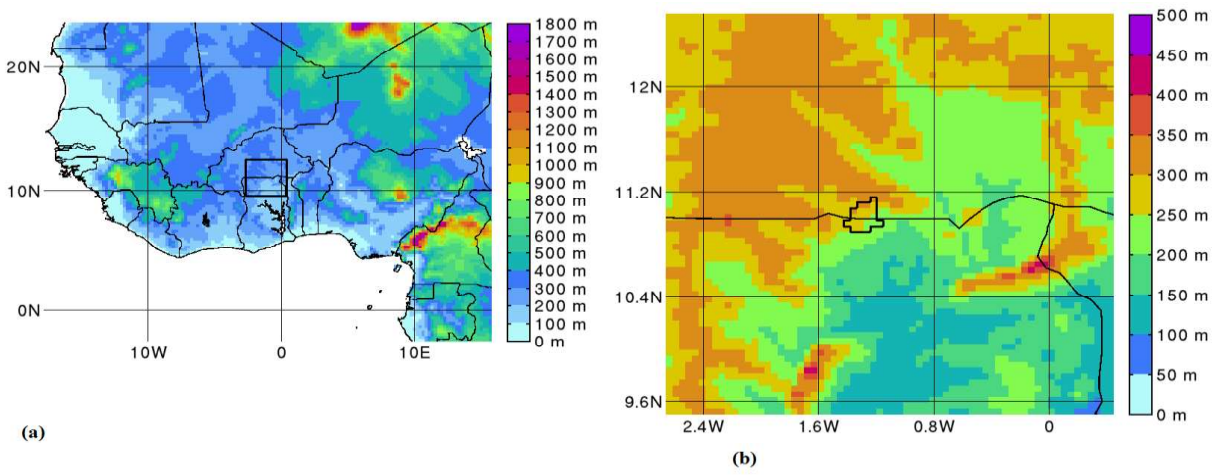 1800 m
1700 m
1600 m
1500 m
1400 m
1300 m
1200 m
1100 m
1000 m
900 m
800 m
700 m
600 m
500 m
400 m
300 m
200 m
100 m
0 m
20N
10N
0N
10W
0
10E
(a)
500 m
450 m
400 m
350 m
300 m
250 m
200 m
150 m
100 m
50 m
0 m
12N
11.2N
10.4N
9.6N
2.4W
1.6W
0.8W
0
(b)